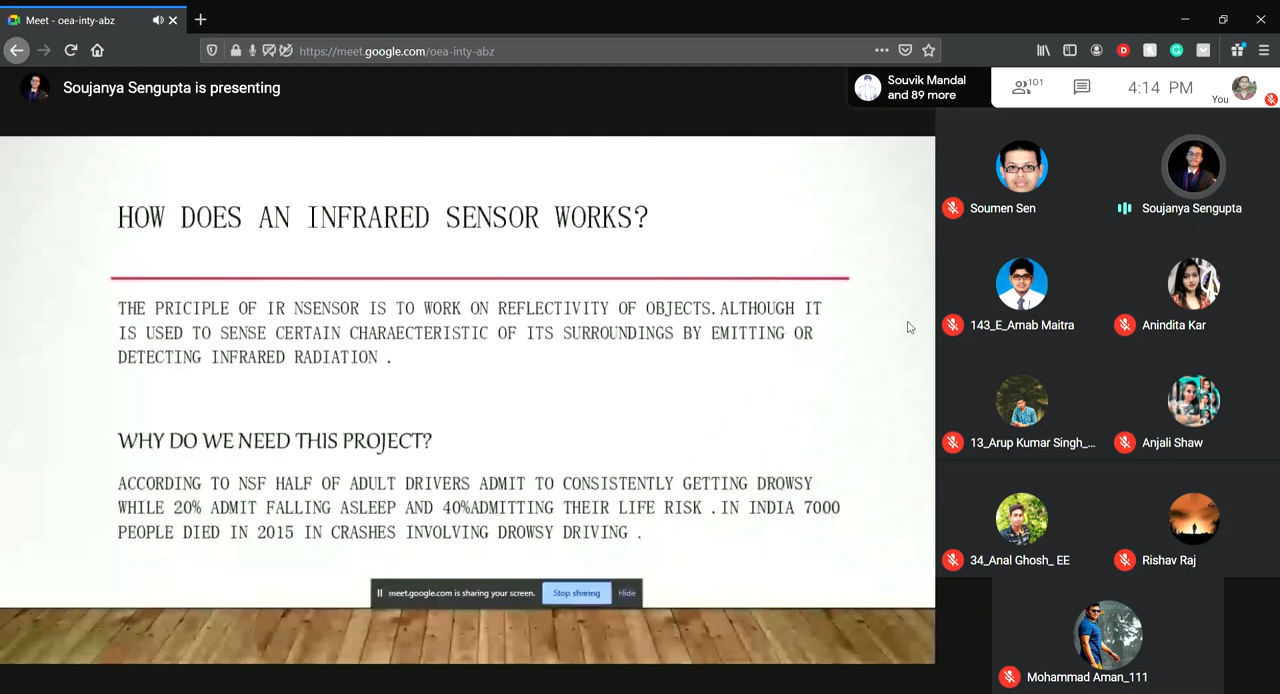 Meet - oea-inty-abz
https://meet.google.com/oea-inty-abz
Soujanya Sengupta is presenting
Souvik Mandal
and 89 more
101
4:14 PM
You
HOW DOES AN INFRARED SENSOR WORKS?
THE PRICIPLE OF IR NSENSOR IS TO WORK ON REFLECTIVITY OF OBJECTS.ALTHOUGH IT
IS USED TO SENSE CERTAIN CHARAECTERISTIC OF ITS SURROUNDINGS BY EMITTING OR
DETECTING INFRARED RADIATION .
WHY DO WE NEED THIS PROJECT?
ACCORDING TO NSF HALF OF ADULT DRIVERS ADMIT TO CONSISTENTLY GETTING DROWSY
WHILE 20% ADMIT FALLING ASLEEP AND 40%ADMITTING THEIR LIFE RISK .IN INDIA 7000
PEOPLE DIED IN 2015 IN CRASHES INVOLVING DROWSY DRIVING .
meet.google.com is sharing your screen.
Stop sharing
Hide
Soumen Sen
Soujanya Sengupta
143_E_Arnab Maitra
Anindita Kar
13_Arup Kumar Singh_...
Anjali Shaw
34_Anal Ghosh_ EE
Rishav Raj
Mohammad Aman_111